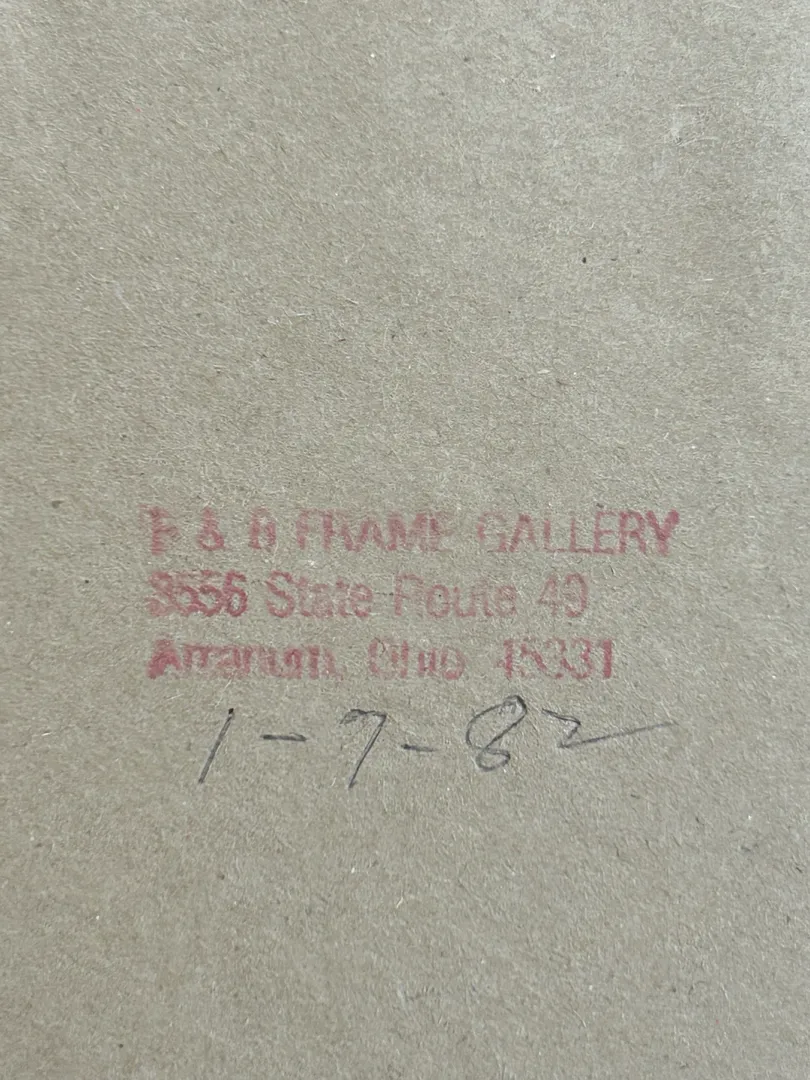 & FRAME GALLERY
3556 State Route 49
Ohio 45331
1-7-82